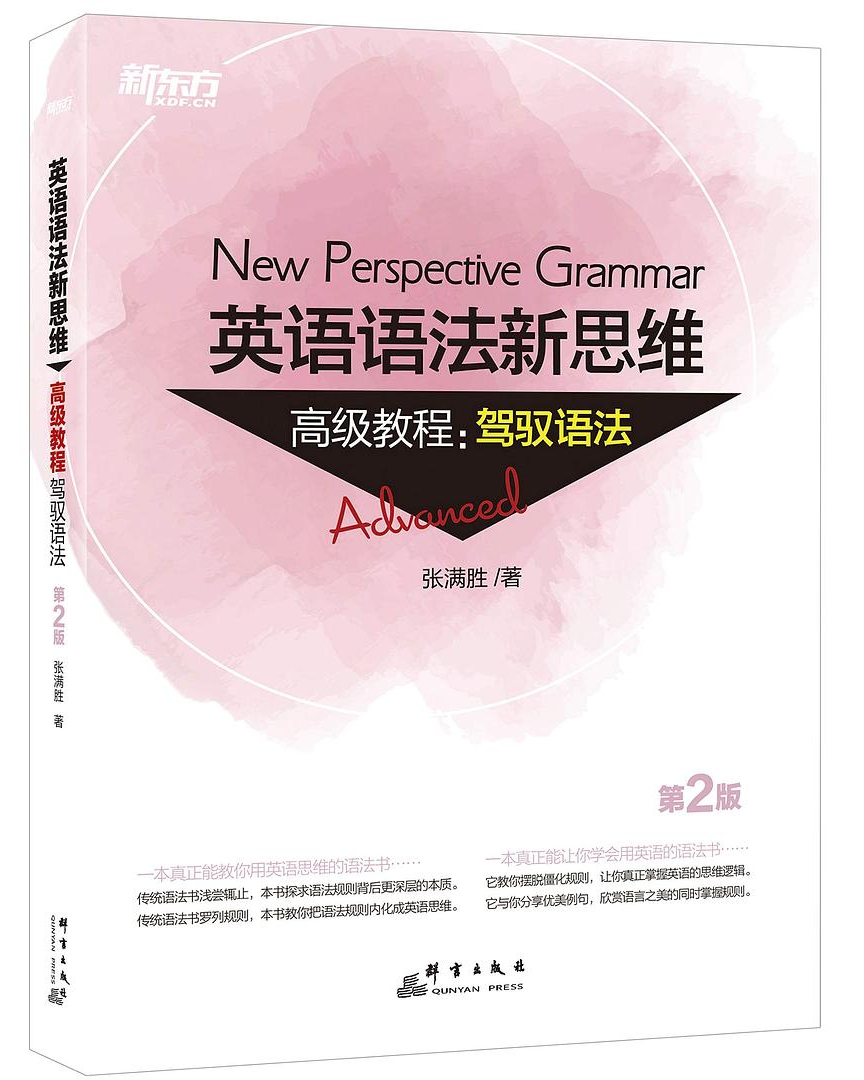 新东方
XDF.CN
New Perspective Grammar
英语语法新思维
高级教程：驾驭语法
Advanced
张满胜 /著
第2版
一本真正能教你用英语思维的语法书……
传统语法书浅尝辄止，本书探求语法规则背后更深层的本质。
传统语法书罗列规则，本书教你把语法规则内化成英语思维。
一本真正能让你学会用英语的语法书……
它教你摆脱僵化规则，让你真正掌握英语的思维逻辑。
它与你分享优美例句，欣赏语言之美的同时掌握规则。
群言出版社
QUNYAN PRESS
新东方
英语语法新思维
高级教程
驾驭语法
第2版
张满胜 著
群言出版社
QUNYAN PRESS